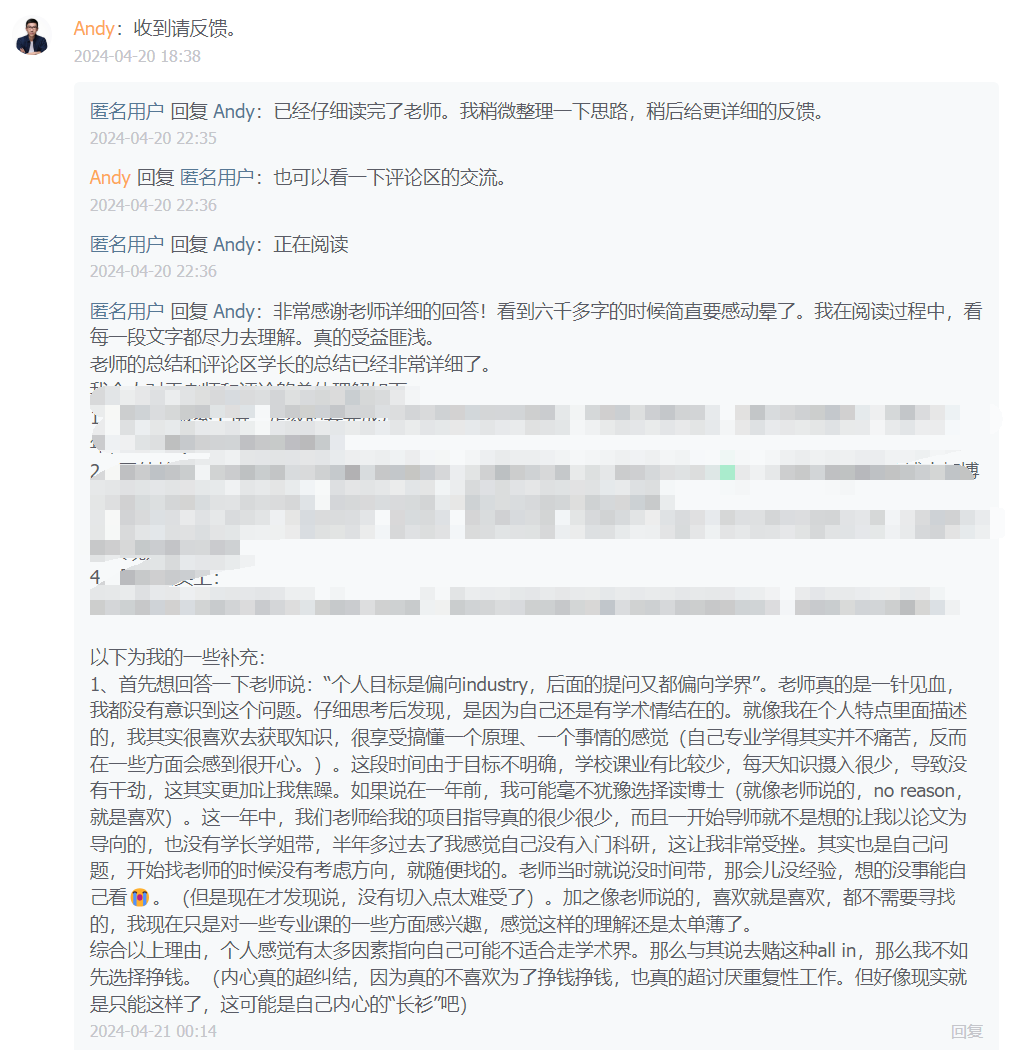 Andy：收到请反馈。
2024-04-20 18:38
匿名用户 回复 Andy：已经仔细读完了老师。我稍微整理一下思路，稍后给更详细的反馈。
2024-04-20 22:35
Andy 回复 匿名用户：也可以看一下评论区的交流。
2024-04-20 22:36
匿名用户 回复 Andy：正在阅读
2024-04-20 22:36
匿名用户 回复 Andy：非常感谢老师详细的回答！看到六千多字的时候简直要感动晕了。我在阅读过程中，看
每一段文字都尽力去理解。真的受益匪浅。
老师的总结和评论区学长的总结已经非常详细了。
1
2
博
4
以下为我的一些补充：
1、首先想回答一下老师说：“个人目标是偏向industry，后面的提问又都偏向学界”。老师真的是一针见血，
我都没有意识到这个问题。仔细思考后发现，是因为自己还是有学术情结在的。就像我在个人特点里面描述
的，我其实很喜欢去获取知识，很享受搞懂一个原理、一个事情的感觉（自己专业学得其实并不痛苦，反而
在一些方面会感到很开心。）。这段时间由于目标不明确，学校课业有比较少，每天知识摄入很少，导致没
有干劲，这其实更加让我焦躁。如果说在一年前，我可能毫不犹豫选择读博士（就像老师说的，no reason，
就是喜欢）。这一年中，我们老师给我的项目指导真的很少很少，而且一开始导师就不是想的让我以论文为
导向的，也没有学长学姐带，半年多过去了我感觉自己没有入门科研，这让我非常受挫。其实也是自己问
题，开始找老师的时候没有考虑方向，就随便找的。老师当时就说没时间带，那会儿没经验，想的没事能自
己看😭。（但是现在才发现说，没有切入点太难受了）。加之像老师说的，喜欢就是喜欢，都不需要寻找
的，我现在只是对一些专业课的一些方面感兴趣，感觉这样的理解还是太单薄了。
综合以上理由，个人感觉有太多因素指向自己可能不适合走学术界。那么与其说去赌这种all in，那么我不如
先选择挣钱。（内心真的超纠结，因为真的不喜欢为了挣钱挣钱，也真的超讨厌重复性工作。但好像现实就
是只能这样了，这可能是自己内心的“长衫”吧）
2024-04-21 00:14
回复